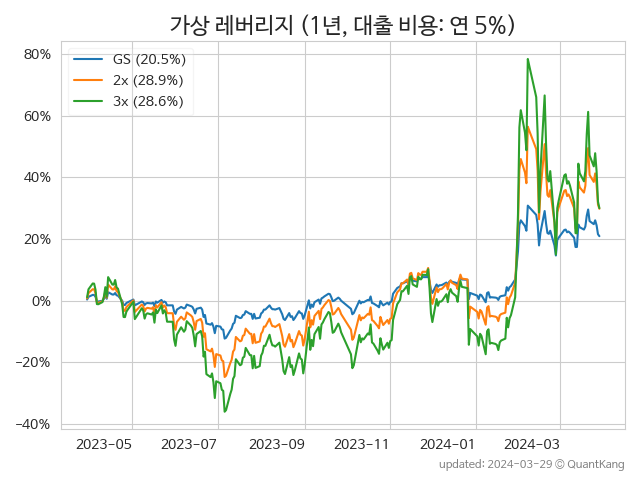 가상 레버리지 (1년, 대출 비용: 연 5%)
80%
60%
40%
20%
0%
−20%
−40%
GS (20.5%)
2x (28.9%)
3x (28.6%)
2023-05
2023-07
2023-09
2023-11
2024-01
2024-03
updated: 2024-03-29 © QuantKang